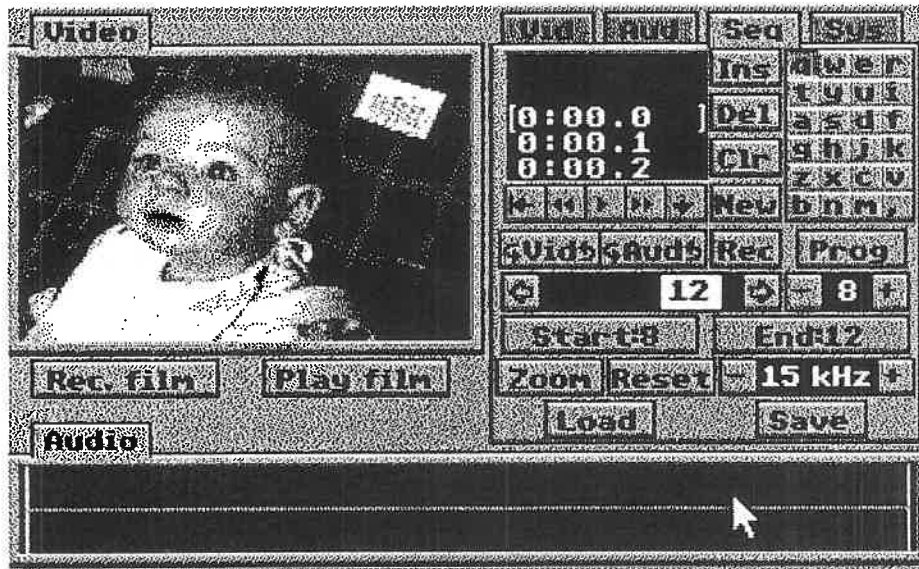 Video
Vid Aud Seq Sys
[0:00.0 ]
0:00.1
0:00.2
Ins
Del
Clr
New
q w e r
t y u i
a s d f
g h j k
z x c v
b n m ,
Vid Aud Rec Prog
12 - 8 +
Start:8 End:12
Zoom Reset - 15 kHz +
Load Save
Rec. film Play film
Audio